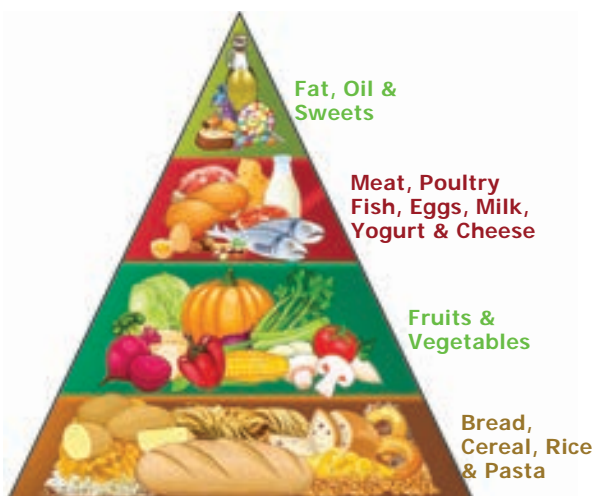 Fat, Oil &
Sweets
Meat, Poultry
Fish, Eggs, Milk,
Yogurt & Cheese
Fruits &
Vegetables
Bread,
Cereal, Rice
& Pasta